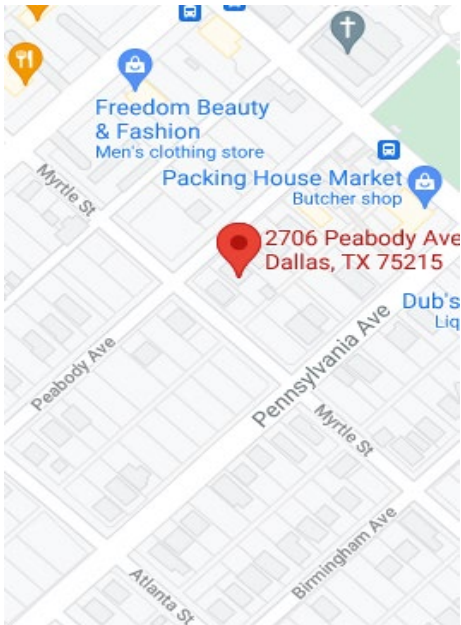 Freedom Beauty
& Fashion
Men's clothing store
Myrtle St
Packing House Market
Butcher shop
2706 Peabody Ave
Dallas, TX 75215
Dub's
Liq
Pennsylvania Ave
Peabody Ave
Myrtle St
Birmingham Ave
Atlanta St